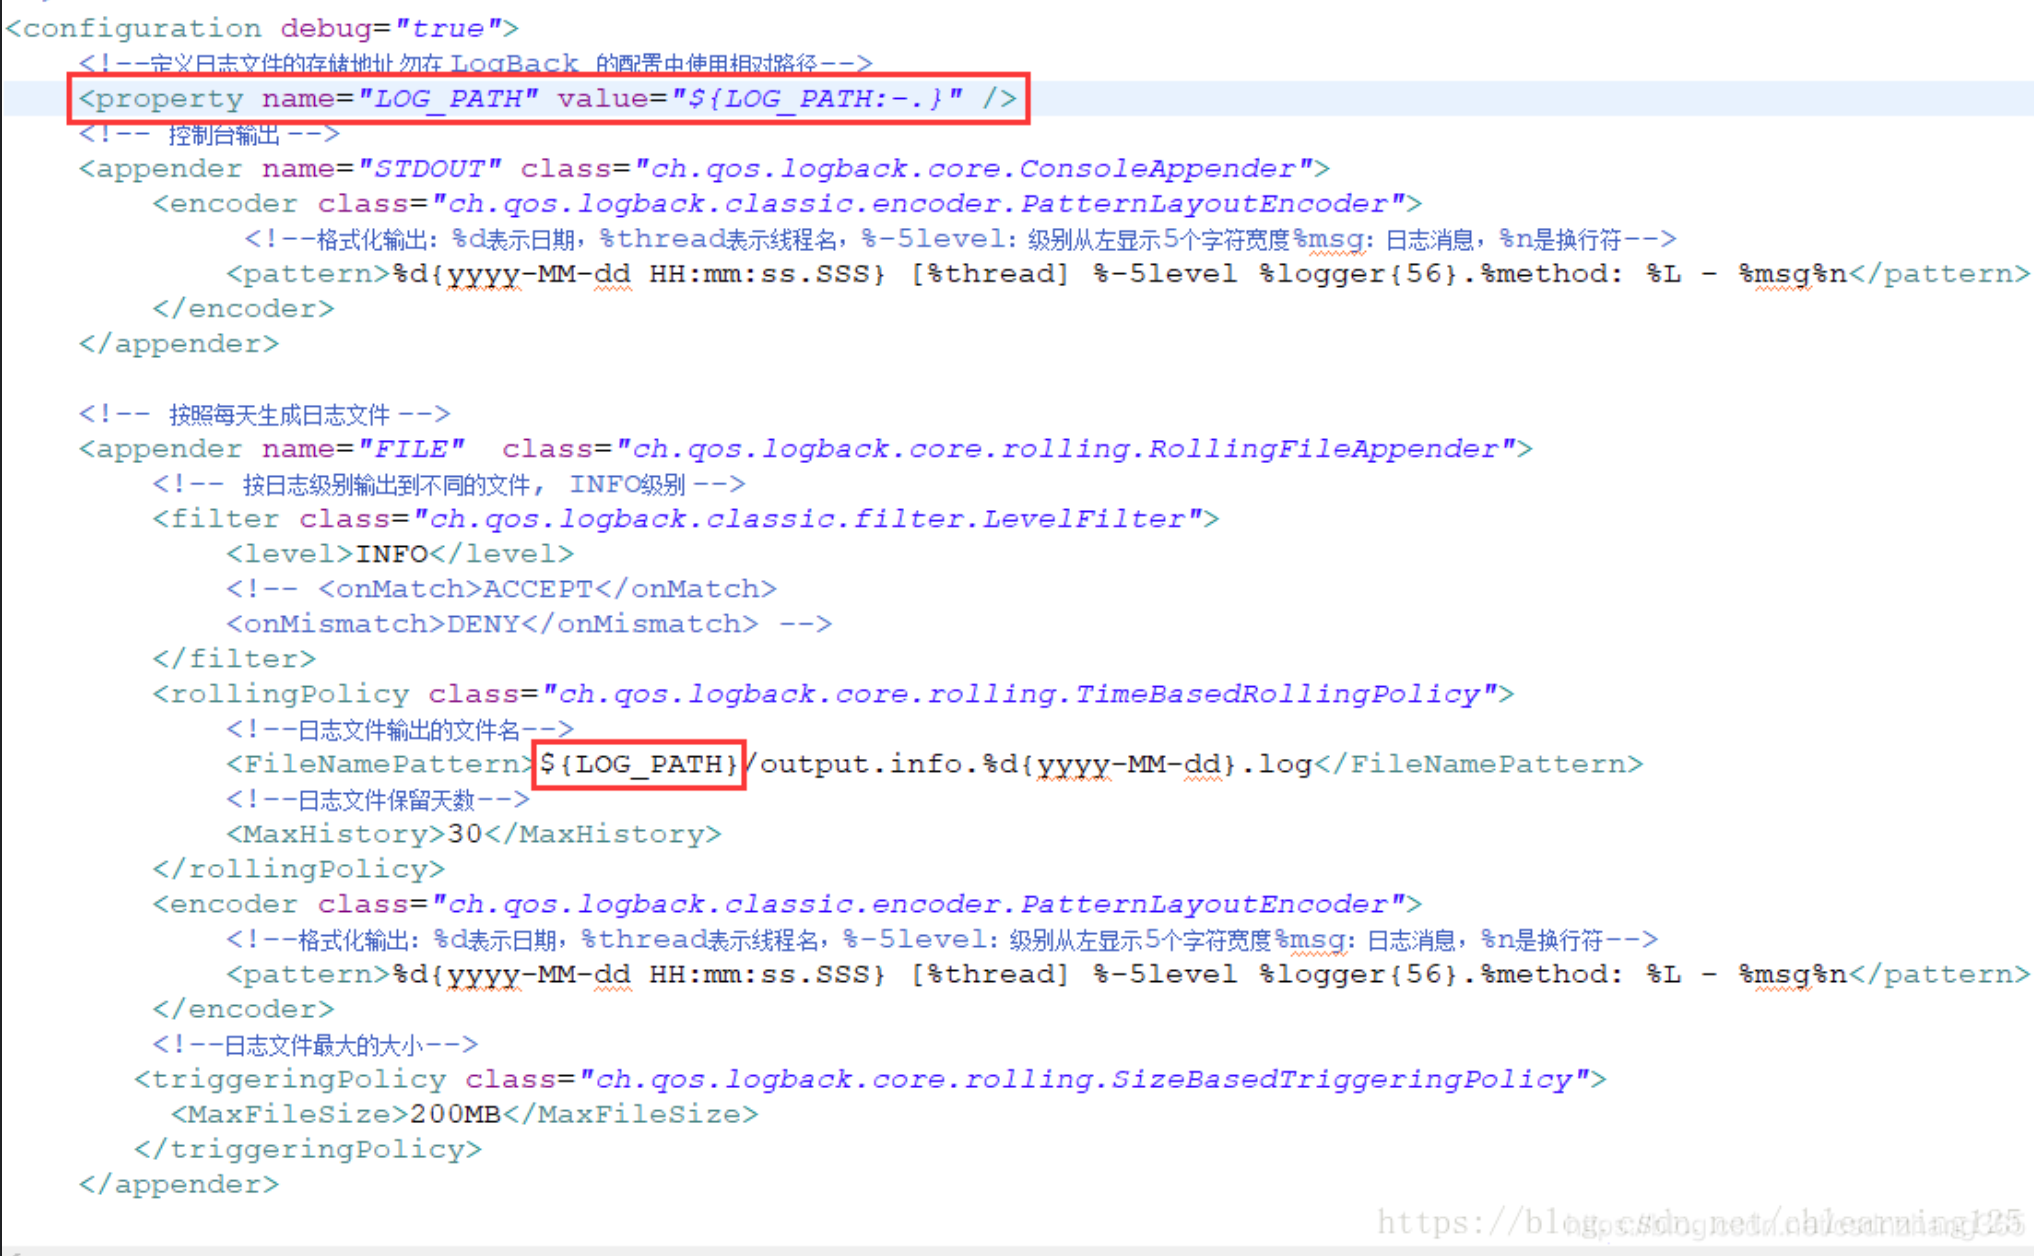 <configuration debug="true">
<!--定义日志文件的存储地址 勿在 LogBack 的配置中使用相对路径-->
<property name="LOG_PATH" value="${LOG_PATH:-.}" />
<!-- 控制台输出 -->
<appender name="STDOUT" class="ch.qos.logback.core.ConsoleAppender">
<encoder class="ch.qos.logback.classic.encoder.PatternLayoutEncoder">
<!--格式化输出：%d表示日期，%thread表示线程名，%-5level：级别从左显示5个字符宽度%msg：日志消息，%n是换行符-->
<pattern>%d{yyyy-MM-dd HH:mm:ss.SSS} [%thread] %-5level %logger{56}.%method: %L - %msg%n</pattern>
</encoder>
</appender>
<!-- 按照每天生成日志文件 -->
<appender name="FILE" class="ch.qos.logback.core.rolling.RollingFileAppender">
<!-- 按日志级别输出到不同的文件， INFO级别 -->
<filter class="ch.qos.logback.classic.filter.LevelFilter">
<level>INFO</level>
<!-- <onMatch>ACCEPT</onMatch>
<onMismatch>DENY</onMismatch> -->
</filter>
<rollingPolicy class="ch.qos.logback.core.rolling.TimeBasedRollingPolicy">
<!--日志文件输出的文件名-->
<FileNamePattern>${LOG_PATH}/output.info.%d{yyyy-MM-dd}.log</FileNamePattern>
<!--日志文件保留天数-->
<MaxHistory>30</MaxHistory>
</rollingPolicy>
<encoder class="ch.qos.logback.classic.encoder.PatternLayoutEncoder">
<!--格式化输出：%d表示日期，%thread表示线程名，%-5level：级别从左显示5个字符宽度%msg：日志消息，%n是换行符-->
<pattern>%d{yyyy-MM-dd HH:mm:ss.SSS} [%thread] %-5level %logger{56}.%method: %L - %msg%n</pattern>
</encoder>
<!--日志文件最大的大小-->
<triggeringPolicy class="ch.qos.logback.core.rolling.SizeBasedTriggeringPolicy">
<MaxFileSize>200MB</MaxFileSize>
</triggeringPolicy>
</appender>
https://blog.csdn.net/chlearning125